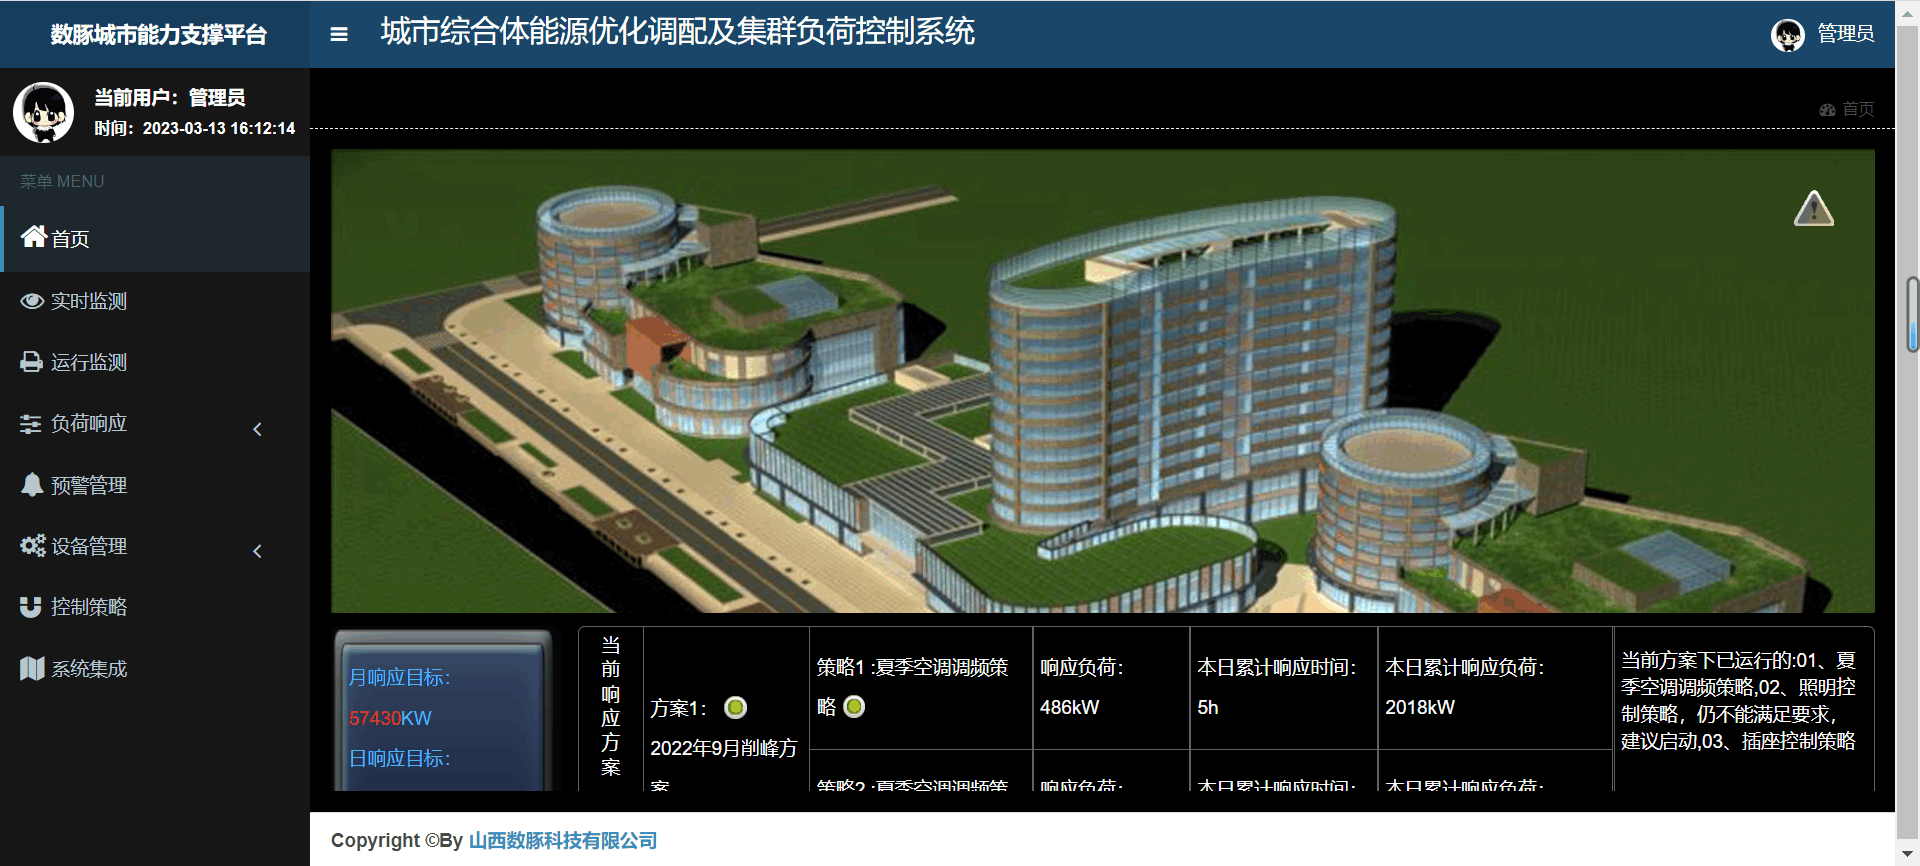 数豚城市能力支撑平台
城市综合体能源优化调配及集群负荷控制系统
管理员
当前用户：管理员
时间：2023-03-13 16:12:14
首页
菜单 MENU
首页
实时监测
运行监测
负荷响应
预警管理
设备管理
控制策略
系统集成
月响应目标：
57430KW
日响应目标：
当前响应方案
方案1：
2022年9月削峰方
案
策略1 :夏季空调调频策
略
响应负荷：
486kW
本日累计响应时间：
5h
本日累计响应负荷：
2018kW
策略2 :夏季空调调频策
响应负荷：
本日累计响应时间：
本日累计响应负荷：
当前方案下已运行的:01、夏
季空调调频策略,02、照明控
制策略，仍不能满足要求，
建议启动,03、插座控制策略
Copyright ©By 山西数豚科技有限公司